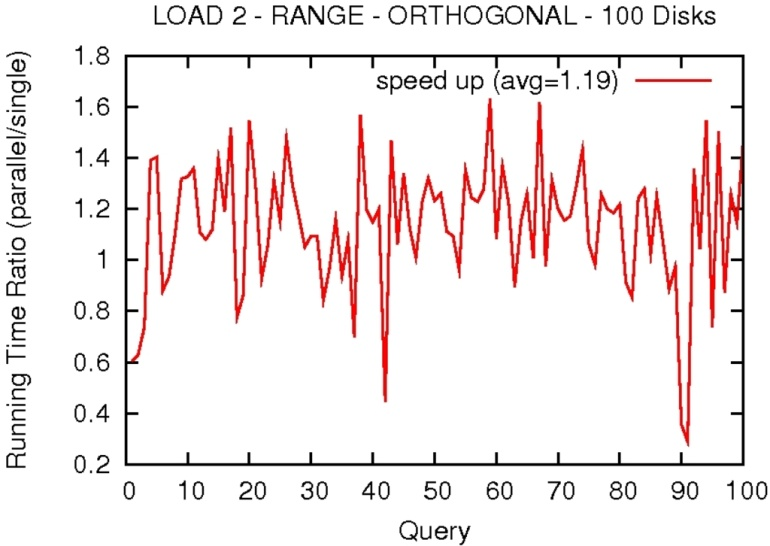 LOAD 2 - RANGE - ORTHOGONAL - 100 Disks
speed up (avg=1.19)
Running Time Ratio (parallel/single)
1.8
1.6
1.4
1.2
1
0.8
0.6
0.4
0.2
0 10 20 30 40 50 60 70 80 90 100
Query